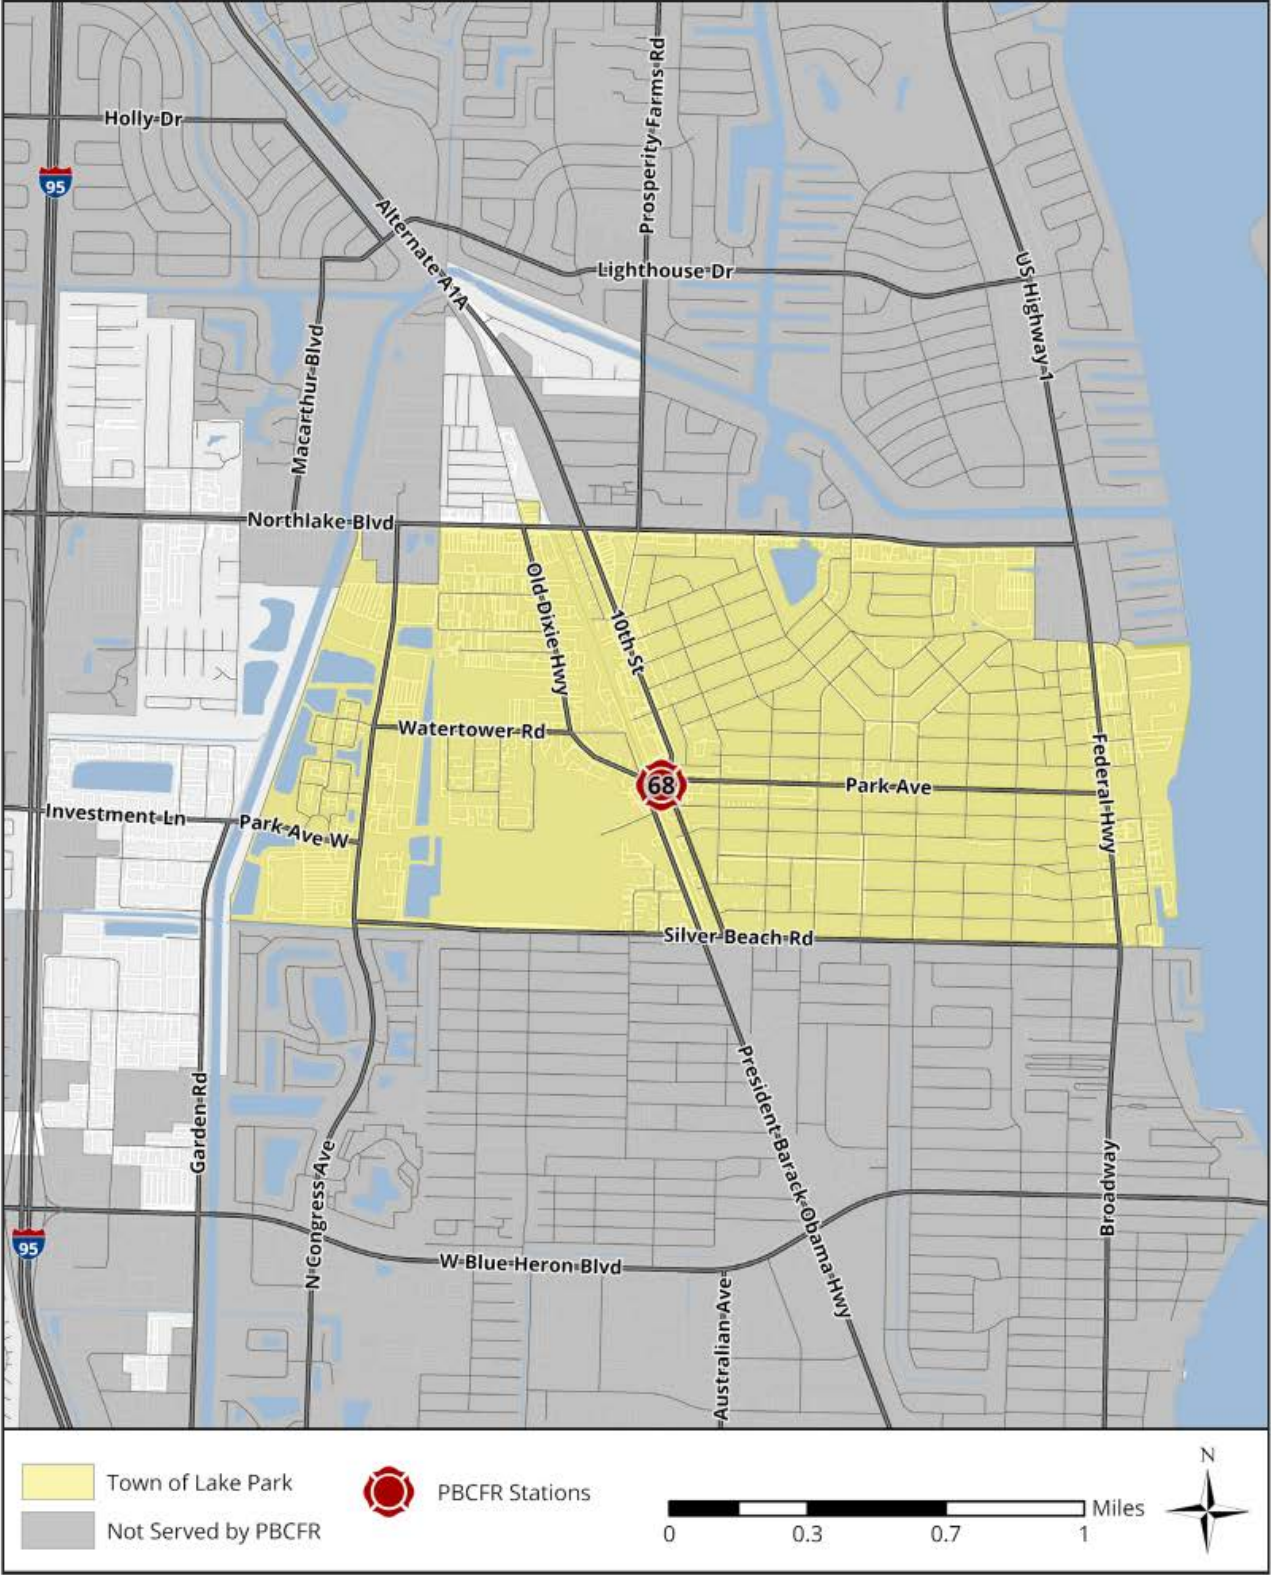 Prosperity Farms Rd
Holly Dr
95
Alternate A1A
Lighthouse Dr
US Highway 1
Macarthur Blvd
Northlake Blvd
Old Dixie Hwy
10th St
Watertower Rd
68
Park Ave
Federal Hwy
Investment Ln
Park Ave W
Silver Beach Rd
Garden Rd
President Barack Obama Hwy
N Congress Ave
Broadway
95
W Blue Heron Blvd
Australian Ave
Town of Lake Park
Not Served by PBCFR
PBCFR Stations
Miles
0 0.3 0.7 1
N